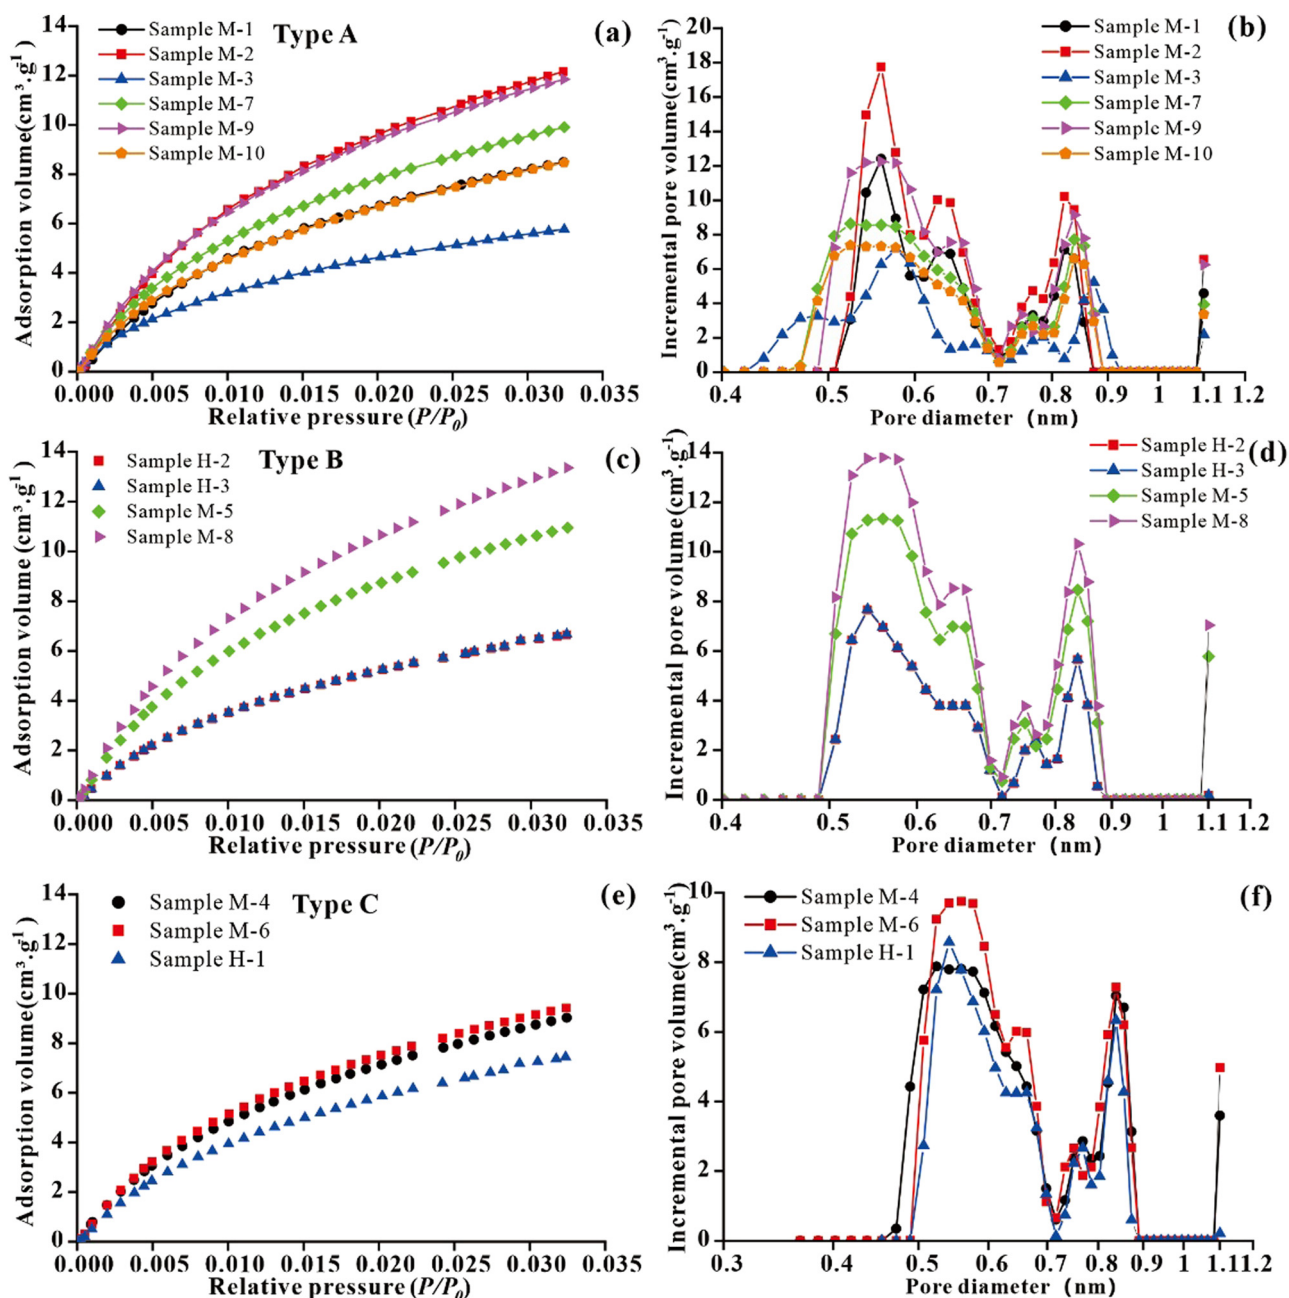 Type A
(a)
Sample M-1
Sample M-2
Sample M-3
Sample M-7
Sample M-9
Sample M-10
Adsorption volume(cm³.g⁻¹)
14
12
10
8
6
4
2
0
0.000 0.005 0.010 0.015 0.020 0.025 0.030 0.035
Relative pressure (P/P₀)
(b)
Sample M-1
Sample M-2
Sample M-3
Sample M-7
Sample M-9
Sample M-10
Incremental pore volume(cm³.g⁻¹)
20
18
16
14
12
10
8
6
4
2
0
0.4 0.5 0.6 0.7 0.8 1 1.1 1.2
Pore diameter (nm)
Type B
(c)
Sample H-2
Sample H-3
Sample M-5
Sample M-8
Adsorption volume (cm³.g⁻¹)
14
12
10
8
6
4
2
0
0.000 0.005 0.010 0.015 0.020 0.025 0.030 0.035
Relative pressure (P/P₀)
(d)
Sample H-2
Sample H-3
Sample M-5
Sample M-8
Incremental pore volume(cm³.g⁻¹)
14
12
10
8
6
4
2
0
0.4 0.5 0.6 0.7 0.8 1 1.1 1.2
Pore diameter (nm)
Type C
(e)
Sample M-4
Sample M-6
Sample H-1
Adsorption volume(cm³.g⁻¹)
14
12
10
8
6
4
2
0
0.000 0.005 0.010 0.015 0.020 0.025 0.030 0.035
Relative pressure (P/P₀)
(f)
Sample M-4
Sample M-6
Sample H-1
Incremental pore volume(cm³.g⁻¹)
10
8
6
4
2
0
0.3 0.4 0.5 0.6 0.7 0.8 1 1.1 1.2
Pore diameter (nm)